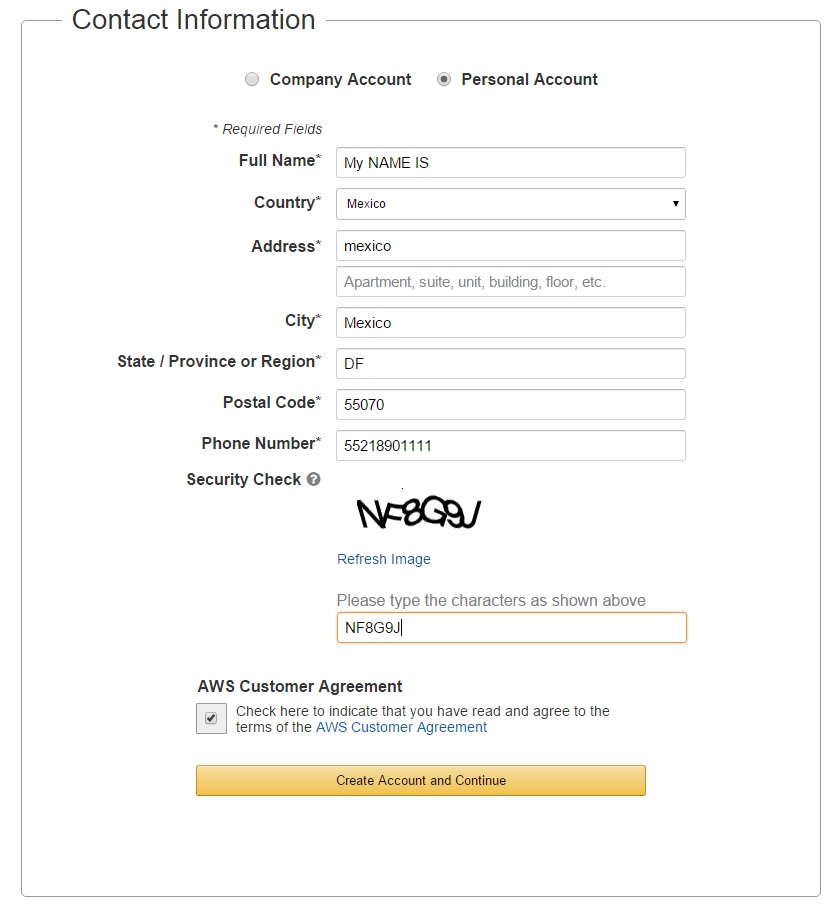 Contact Information
Company Account Personal Account
* Required Fields
Full Name* My NAME IS
Country* Mexico
Address* mexico
Apartment, suite, unit, building, floor, etc.
City* Mexico
State / Province or Region* DF
Postal Code* 55070
Phone Number* 55218901111
Security Check ?
NF8G9J
Refresh Image
Please type the characters as shown above
NF8G9J
AWS Customer Agreement
Check here to indicate that you have read and agree to the
terms of the AWS Customer Agreement
Create Account and Continue